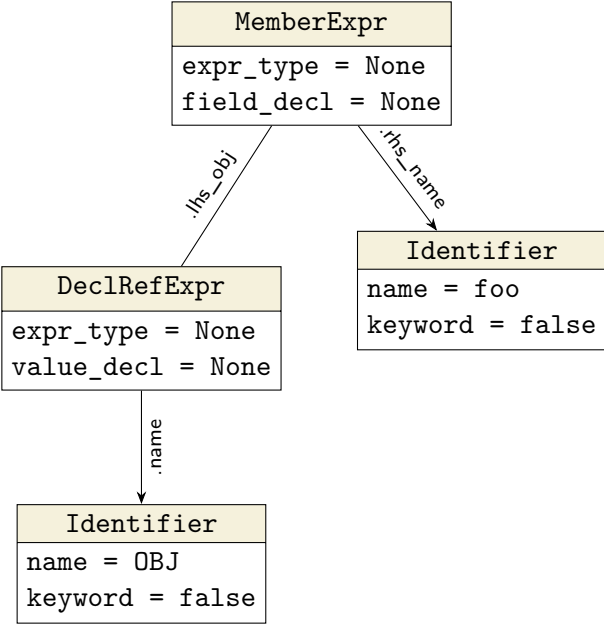 MemberExpr
expr_type = None
field_decl = None
.lhs_obj
.rhs_name
DeclRefExpr
expr_type = None
value_decl = None
Identifier
name = foo
keyword = false
.name
Identifier
name = OBJ
keyword = false